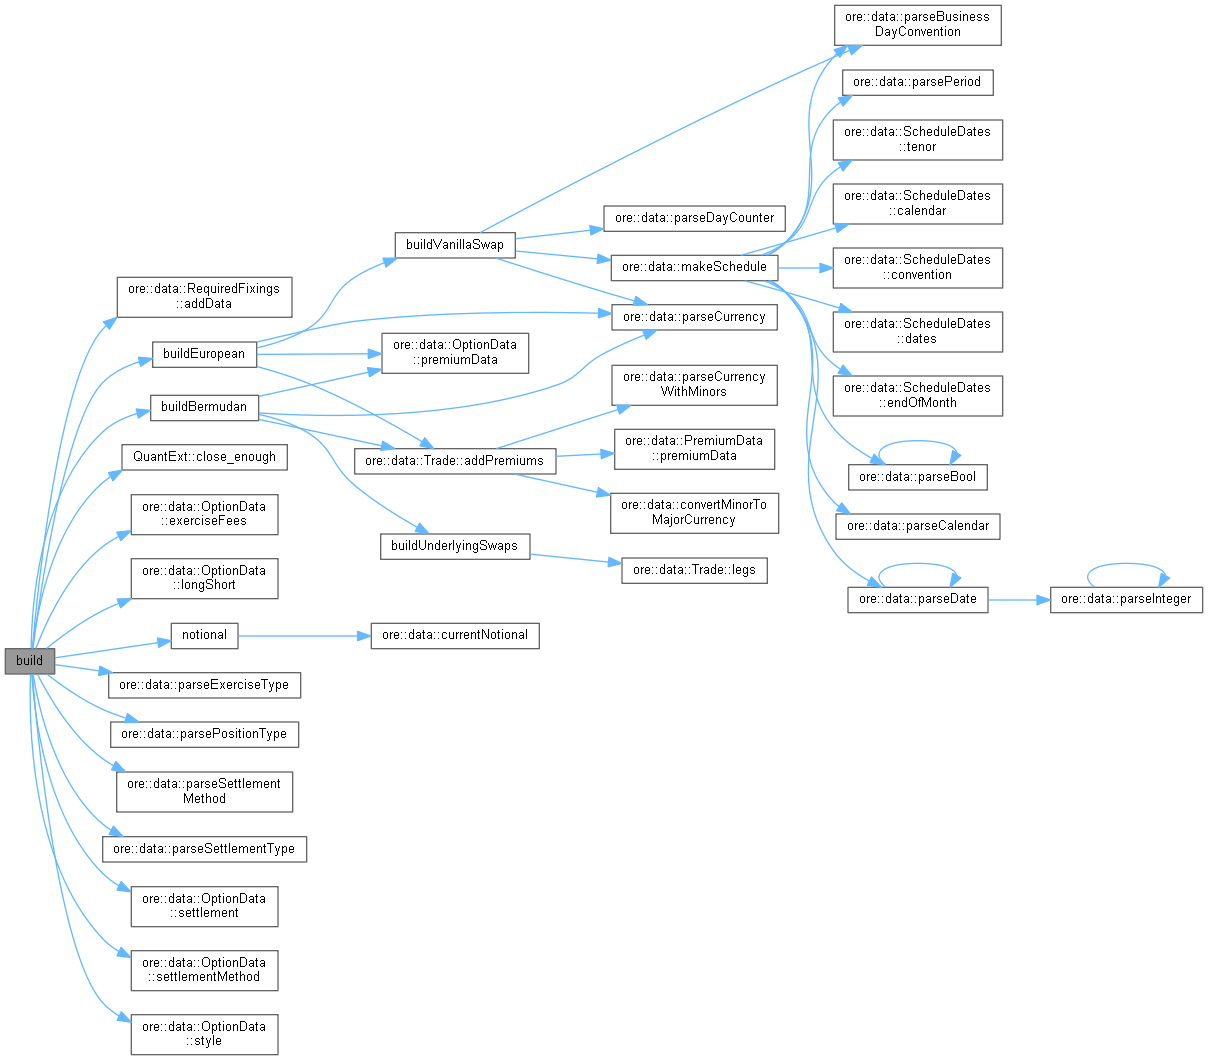 ore::data::parseBusiness
DayConvention
ore::data::parsePeriod
ore::data::ScheduleDates
::tenor
ore::data::ScheduleDates
::calendar
ore::data::parseDayCounter
buildVanillaSwap
ore::data::makeSchedule
ore::data::ScheduleDates
::convention
ore::data::RequiredFixings
::addData
ore::data::parseCurrency
ore::data::ScheduleDates
::dates
buildEuropean
ore::data::OptionData
::premiumData
ore::data::parseCurrency
WithMinors
ore::data::ScheduleDates
::endOfMonth
buildBermudan
QuantExt::close_enough
ore::data::Trade::addPremiums
ore::data::PremiumData
::premiumData
ore::data::parseBool
ore::data::OptionData
::exerciseFees
ore::data::convertMinorTo
MajorCurrency
ore::data::parseCalendar
buildUnderlyingSwaps
ore::data::OptionData
::longShort
ore::data::Trade::legs
ore::data::parseDate
ore::data::parseInteger
notional
ore::data::currentNotional
build
ore::data::parseExerciseType
ore::data::parsePositionType
ore::data::parseSettlement
Method
ore::data::parseSettlementType
ore::data::OptionData
::settlement
ore::data::OptionData
::settlementMethod
ore::data::OptionData
::style